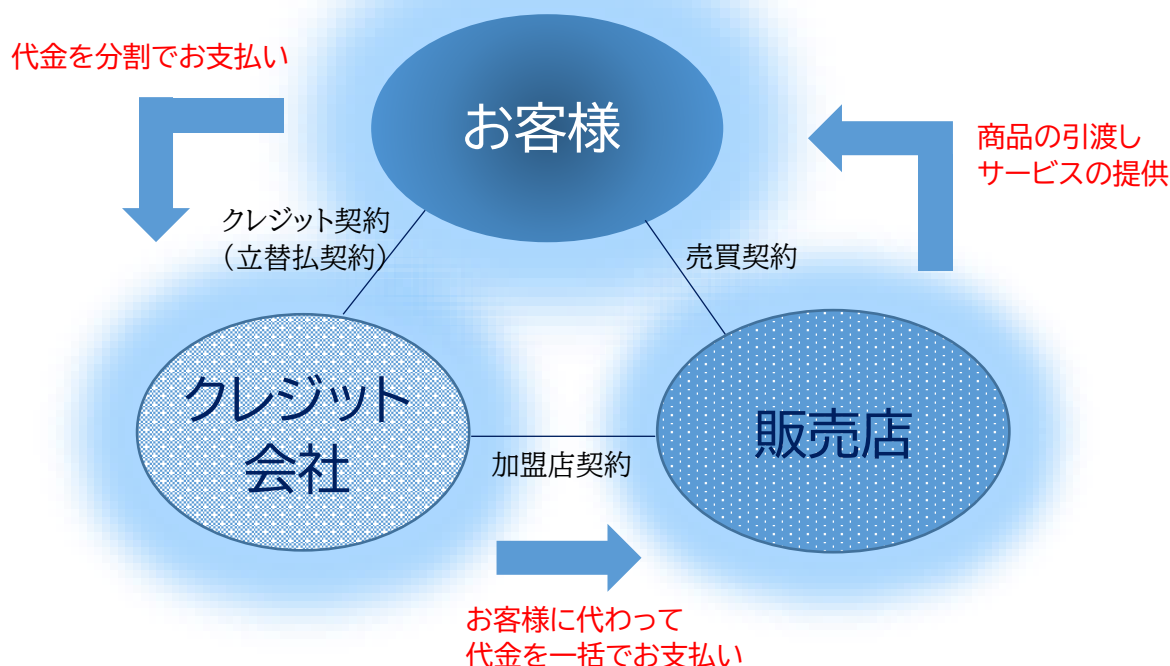 代金を分割でお支払い
お客様
商品の引渡し
サービスの提供
クレジット契約
（立替払契約）
売買契約
クレジット
会社
販売店
加盟店契約
お客様に代わって
代金を一括でお支払い